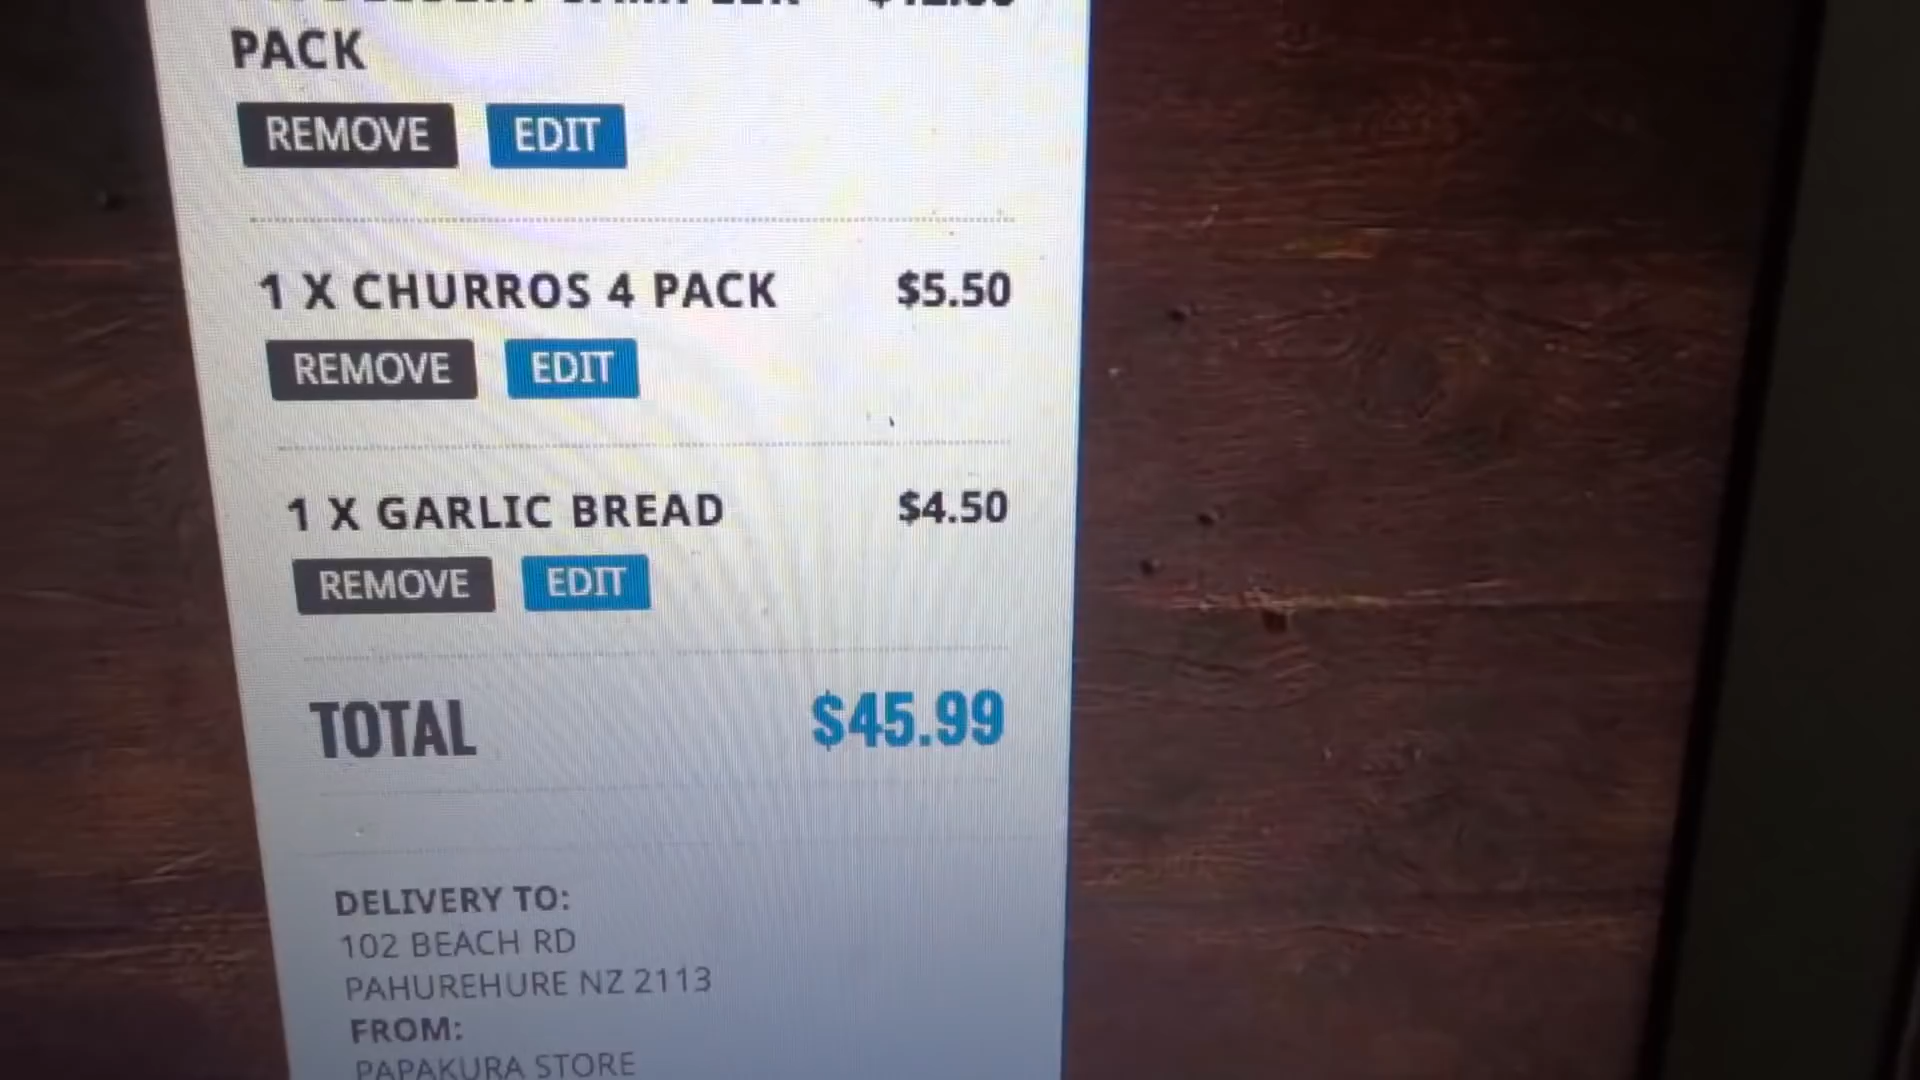 PACK
REMOVE EDIT
1 X CHURROS 4 PACK $5.50
REMOVE EDIT
1 X GARLIC BREAD $4.50
REMOVE EDIT
TOTAL $45.99
DELIVERY TO:
102 BEACH RD
PAHUREHURE NZ 2113
FROM:
PAPAKURA STORE